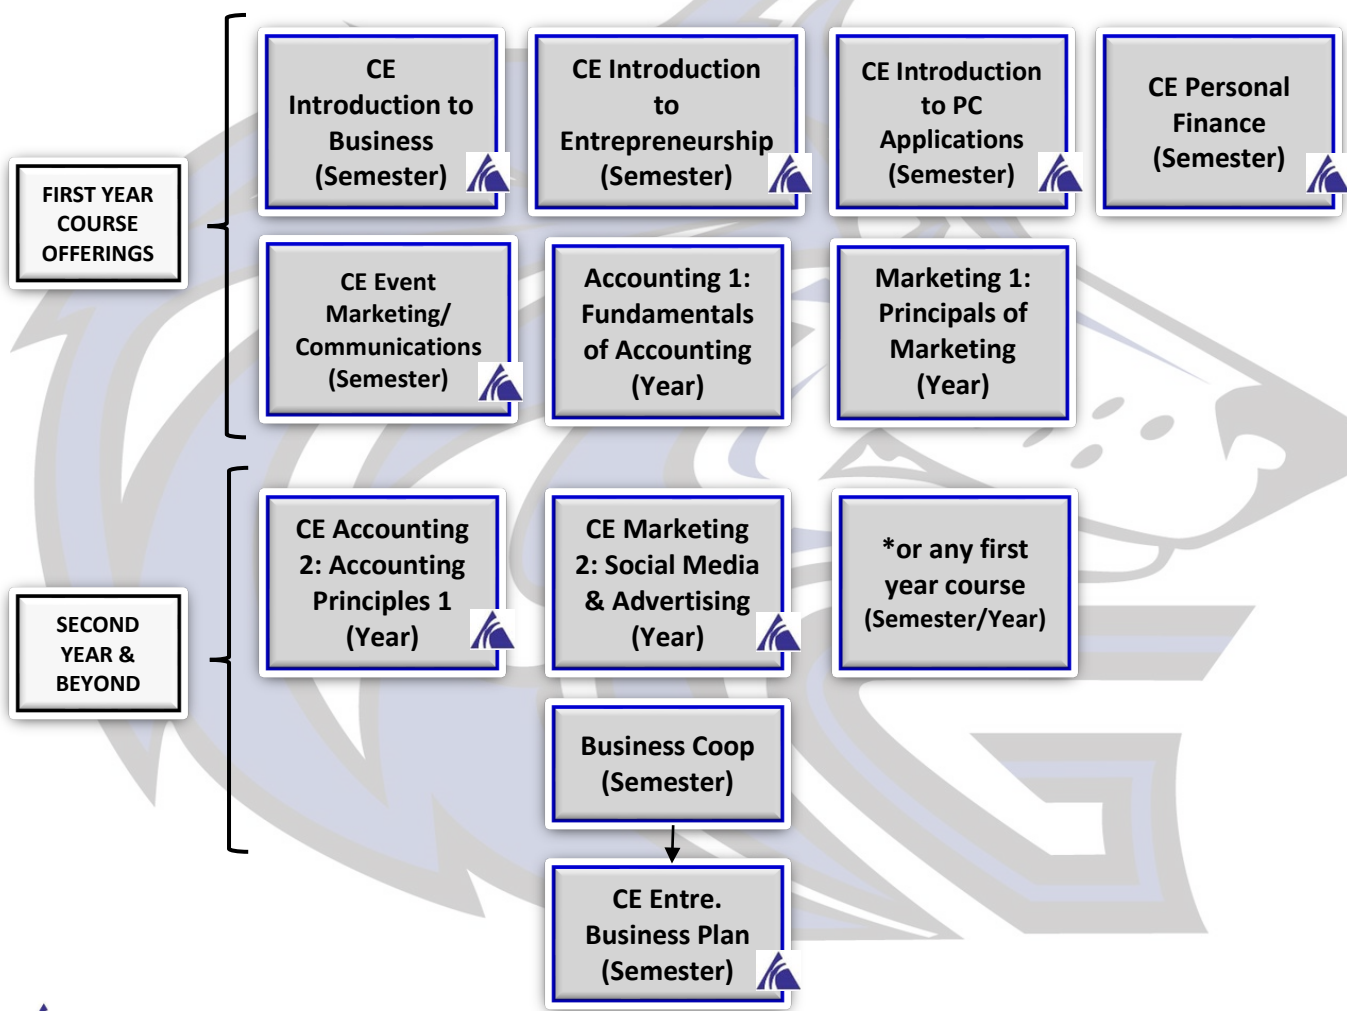 FIRST YEAR
COURSE
OFFERINGS
CE
Introduction to
Business
(Semester)
CE Introduction
to
Entrepreneurship
(Semester)
CE Introduction
to PC
Applications
(Semester)
CE Personal
Finance
(Semester)
CE Event
Marketing/
Communications
(Semester)
Accounting 1:
Fundamentals
of Accounting
(Year)
Marketing 1:
Principals of
Marketing
(Year)
SECOND
YEAR &
BEYOND
CE Accounting
2: Accounting
Principles 1
(Year)
CE Marketing
2: Social Media
& Advertising
(Year)
*or any first
year course
(Semester/Year)
Business Coop
(Semester)
CE Entre.
Business Plan
(Semester)
G